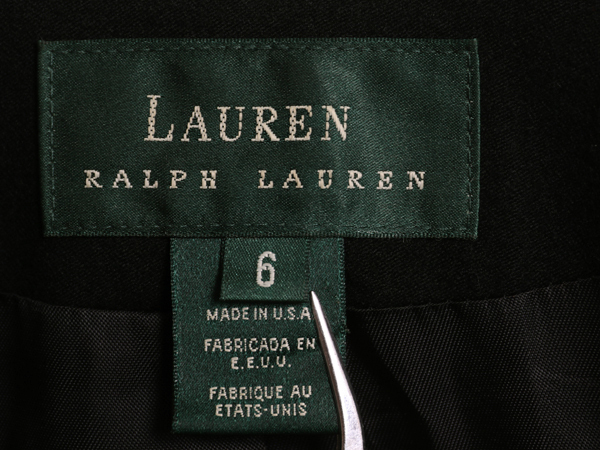 LAUREN
RALPH LAUREN
6
MADE IN U.S.A
FABRICADA EN
E.E.U.U.
FABRIQUE AU
ETATS-UNIS